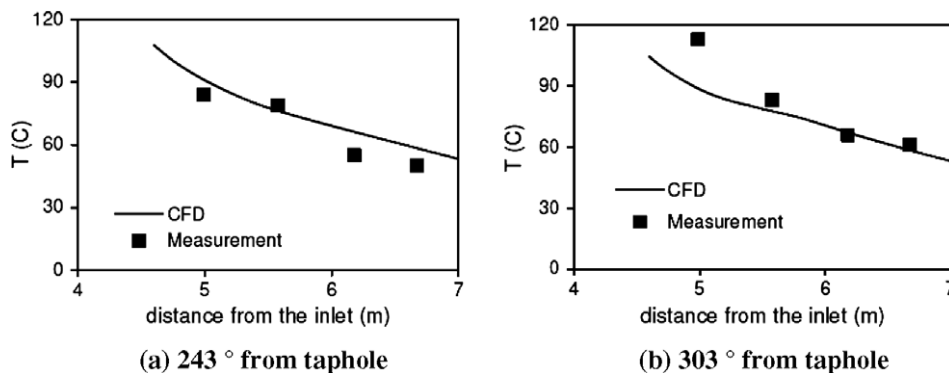 120
90
60
30
0
T (C)
CFD
Measurement
4 5 6 7
distance from the inlet (m)
(a) 243 ° from taphole
120
90
60
30
0
T (C)
CFD
Measurement
4 5 6 7
distance from the inlet (m)
(b) 303 ° from taphole